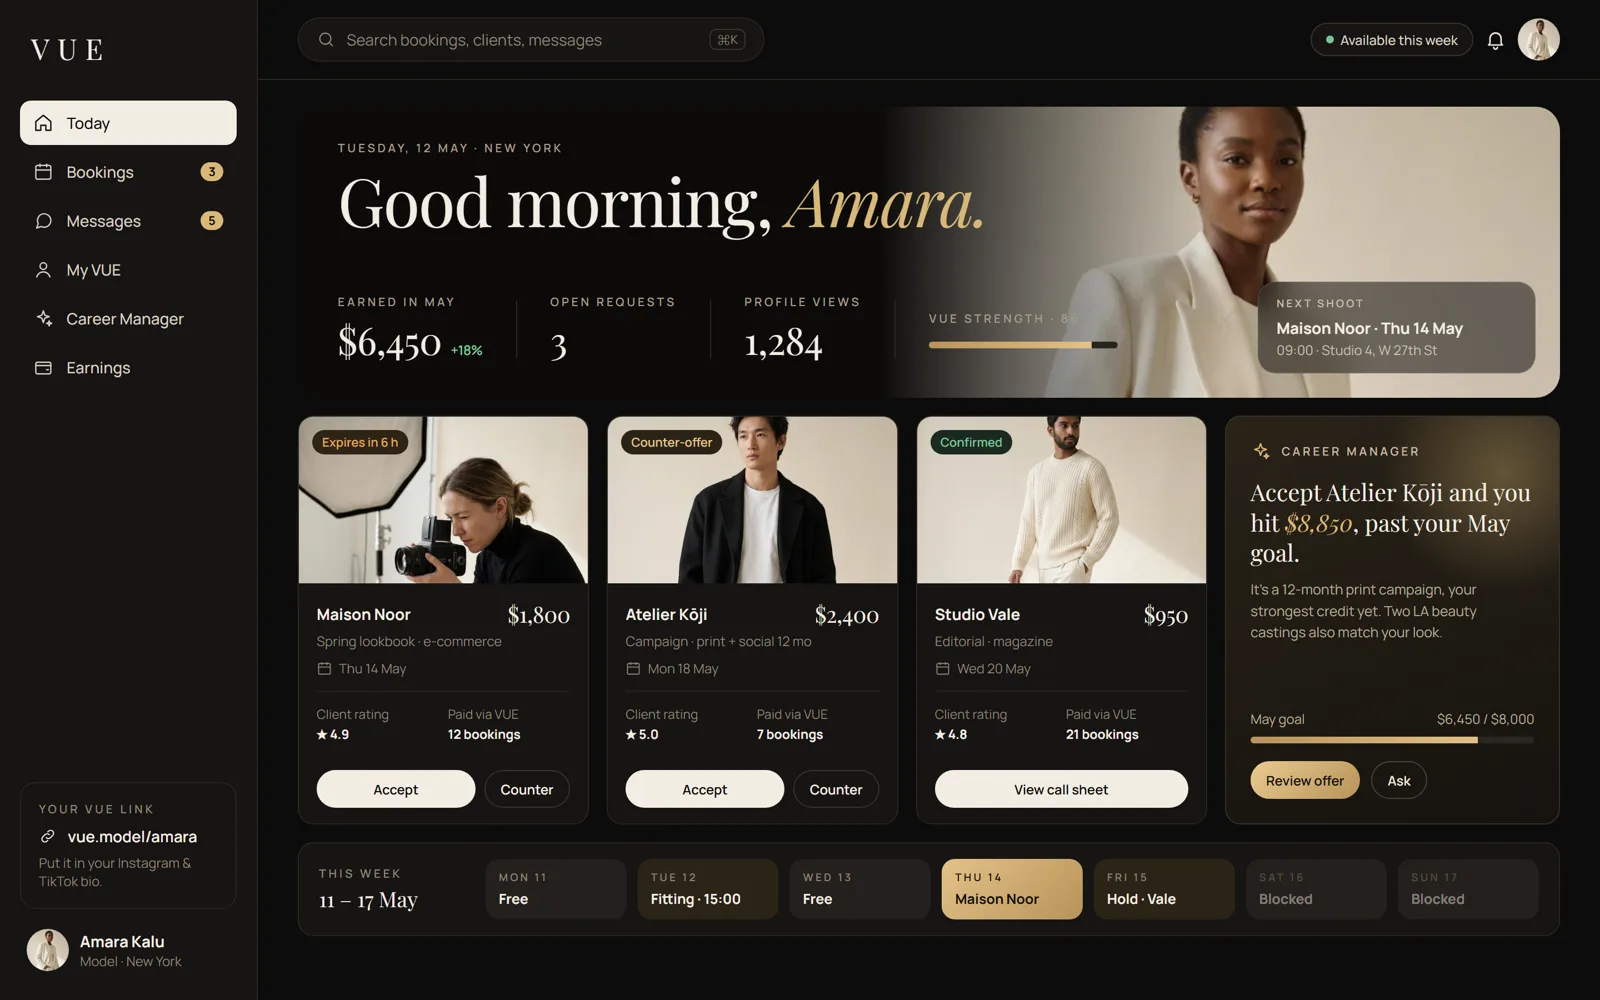 VUE
Search bookings, clients, messages
⌘K
Available this week
Today
Bookings
3
Messages
5
My VUE
Career Manager
Earnings
YOUR VUE LINK
vue.model/amara
Put it in your Instagram &
TikTok bio.
Amara Kalu
Model · New York
TUESDAY, 12 MAY · NEW YORK
Good morning, Amara.
EARNED IN MAY
$6,450 +18%
OPEN REQUESTS
3
PROFILE VIEWS
1,284
VUE STRENGTH ·
NEXT SHOOT
Maison Noor · Thu 14 May
09:00 · Studio 4, W 27th St
Expires in 6 h
Maison Noor $1,800
Spring lookbook · e-commerce
Thu 14 May
Client rating Paid via VUE
★ 4.9 12 bookings
Accept Counter
Counter-offer
Atelier Kōji $2,400
Campaign · print + social 12 mo
Mon 18 May
Client rating Paid via VUE
★ 5.0 7 bookings
Accept Counter
Confirmed
Studio Vale $950
Editorial · magazine
Wed 20 May
Client rating Paid via VUE
★ 4.8 21 bookings
View call sheet
CAREER MANAGER
Accept Atelier Kōji and you
hit $8,850, past your May
goal.
It's a 12-month print campaign, your
strongest credit yet. Two LA beauty
castings also match your look.
May goal $6,450 / $8,000
Review offer Ask
THIS WEEK
11 – 17 May
MON 11
Free
TUE 12
Fitting · 15:00
WED 13
Free
THU 14
Maison Noor
FRI 15
Hold · Vale
SAT 16
Blocked
SUN 17
Blocked